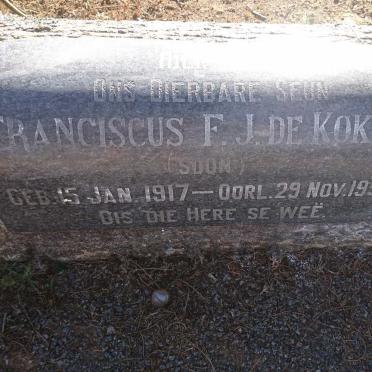 HIER
ONS DIERBARE SEUN
FRANCISCUS F. J. DE KOK
(SOON)
GEB. 15 JAN. 1917 — OORL. 29 NOV. 19
DIS DIE HERE SE WEË.